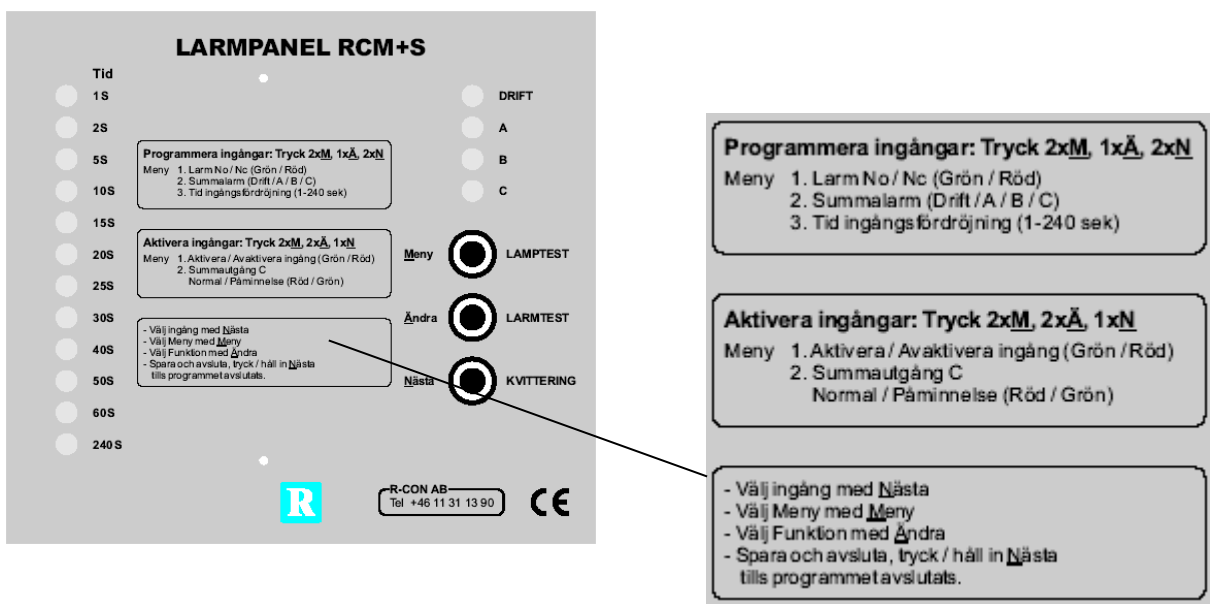 LARMPANEL RCM+S
Tid
1S
2S
5S
10S
15S
20S
25S
30S
40S
50S
60S
240S
Programmera ingångar: Tryck 2xM, 1xÄ, 2xN
Meny 1. Larm No / Nc (Grön / Röd)
2. Summalarm (Drift / A / B / C)
3. Tid ingångsfördröjning (1-240 sek)
Aktivera ingångar: Tryck 2xM, 2xÄ, 1xN
Meny 1. Aktivera / Avaktivera ingång (Grön / Röd)
2. Summautgång C
Normal / Påminnelse (Röd / Grön)
- Välj ingång med Nästa
- Välj Meny med Meny
- Välj Funktion med Ändra
- Spara och avsluta, tryck / håll in Nästa
tills programmet avslutats.
DRIFT
A
B
C
Meny LAMPTEST
Ändra LARMTEST
Nästa KVITTERING
R
R-CON AB
Tel +46 11 31 13 90
CE
Programmera ingångar: Tryck 2xM, 1xÄ, 2xN
Meny 1. Larm No / Nc (Grön / Röd)
2. Summalarm (Drift / A / B / C)
3. Tid ingångsfördröjning (1-240 sek)
Aktivera ingångar: Tryck 2xM, 2xÄ, 1xN
Meny 1. Aktivera / Avaktivera ingång (Grön / Röd)
2. Summautgång C
Normal / Påminnelse (Röd / Grön)
- Välj ingång med Nästa
- Välj Meny med Meny
- Välj Funktion med Ändra
- Spara och avsluta, tryck / håll in Nästa
tills programmet avslutats.